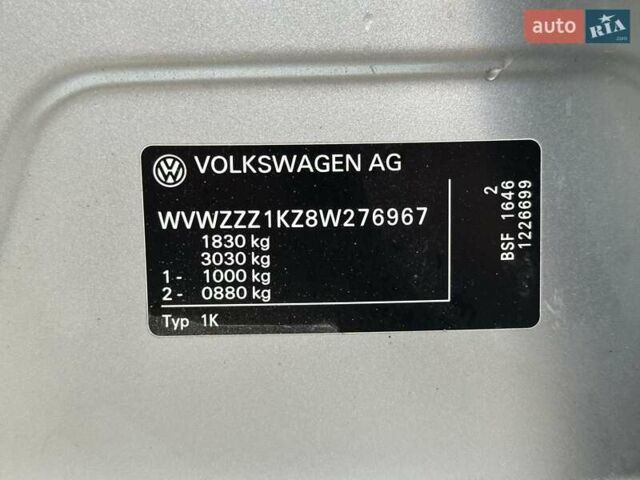 auto RIA.com
VOLKSWAGEN AG
WVWZZZ1KZ8W276967
1830 kg
3030 kg
1 - 1000 kg
2 - 0880 kg
Typ 1K
2
BSF 1646
1226699